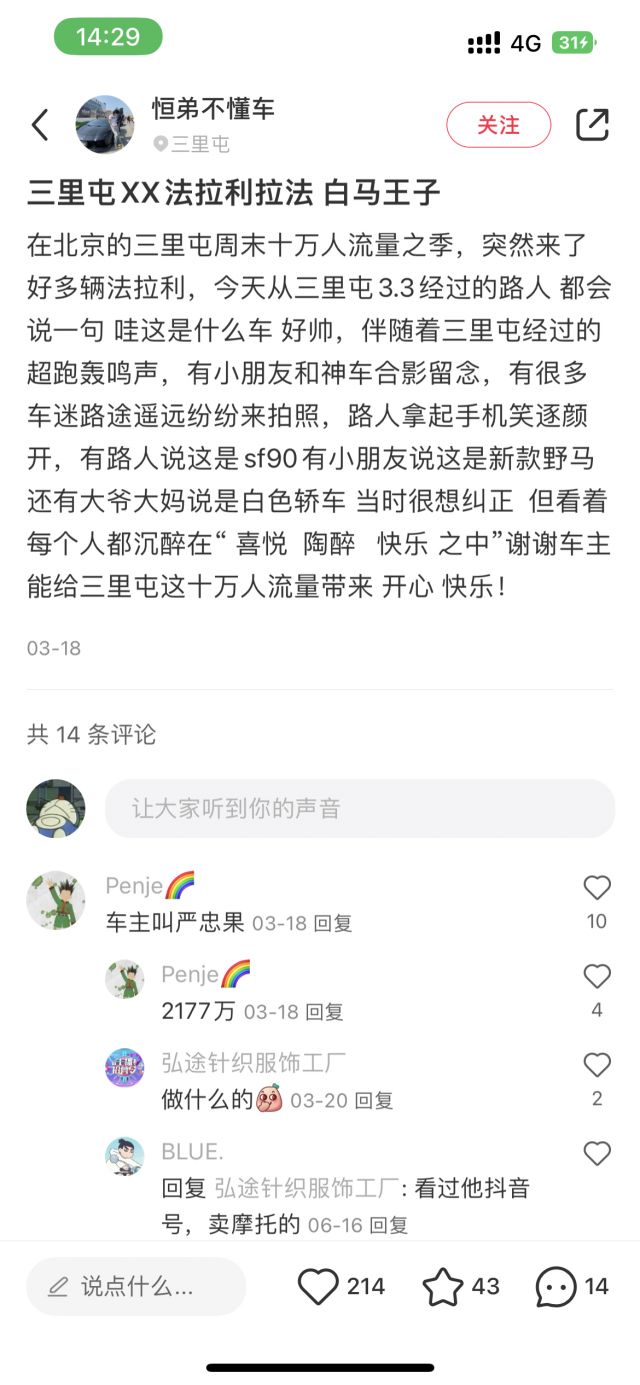 14:29
4G
31
恒弟不懂车
三里屯
关注
三里屯XX法拉利拉法 白马王子
在北京的三里屯周末十万人流量之季，突然来了
好多辆法拉利，今天从三里屯3.3经过的路人 都会
说一句 哇这是什么车 好帅，伴随着三里屯经过的
超跑轰鸣声，有小朋友和神车合影留念，有很多
车迷路途遥远纷纷来拍照，路人拿起手机笑逐颜
开，有路人说这是sf90有小朋友说这是新款野马
还有大爷大妈说是白色轿车 当时很想纠正  但看着
每个人都沉醉在“ 喜悦  陶醉   快乐 之中”谢谢车主
能给三里屯这十万人流量带来 开心 快乐！
03-18
共 14 条评论
让大家听到你的声音
Penje🌈
车主叫严忠果 03-18 回复
10
Penje🌈
2177万 03-18 回复
4
弘途针织服饰工厂
做什么的 03-20 回复
2
BLUE.
回复 弘途针织服饰工厂: 看过他抖音
号，卖摩托的 06-16 回复
说点什么...
214
43
14